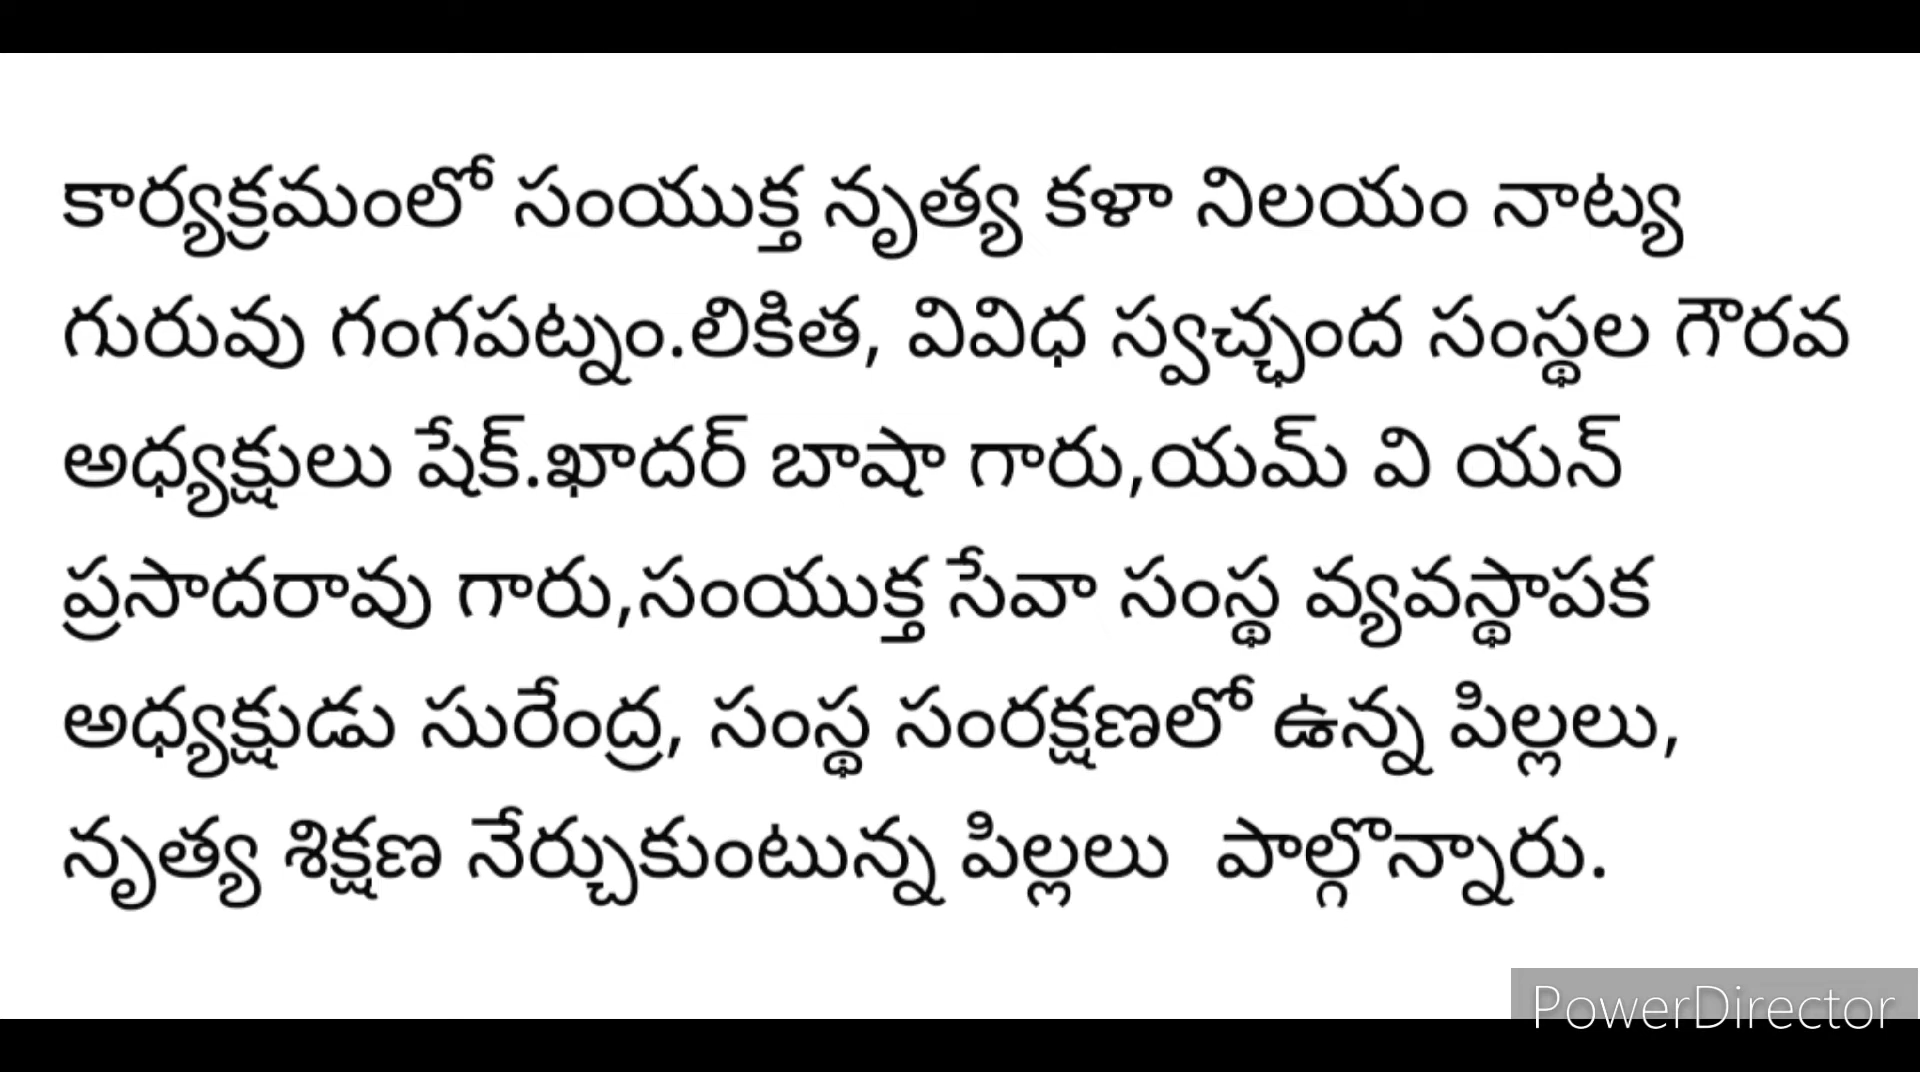 కార్యక్రమంలో సంయుక్త నృత్య కళా నిలయం నాట్య
గురువు గంగపట్నం.లికిత, వివిధ స్వచ్ఛంద సంస్థల గౌరవ
అధ్యక్షులు షేక్.ఖాదర్ బాషా గారు,యమ్ వి యన్
ప్రసాదరావు గారు,సంయుక్త సేవా సంస్థ వ్యవస్థాపక
అధ్యక్షుడు సురేంద్ర, సంస్థ సంరక్షణలో ఉన్న పిల్లలు,
నృత్య శిక్షణ నేర్చుకుంటున్న పిల్లలు  పాల్గొన్నారు.
PowerDirector